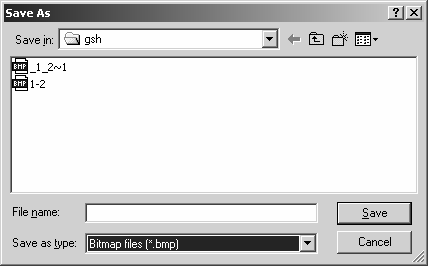 Save As
Save in: gsh
BMP _1_2~1
BMP 1-2
File name: Save
Save as type: Bitmap files (*.bmp) Cancel